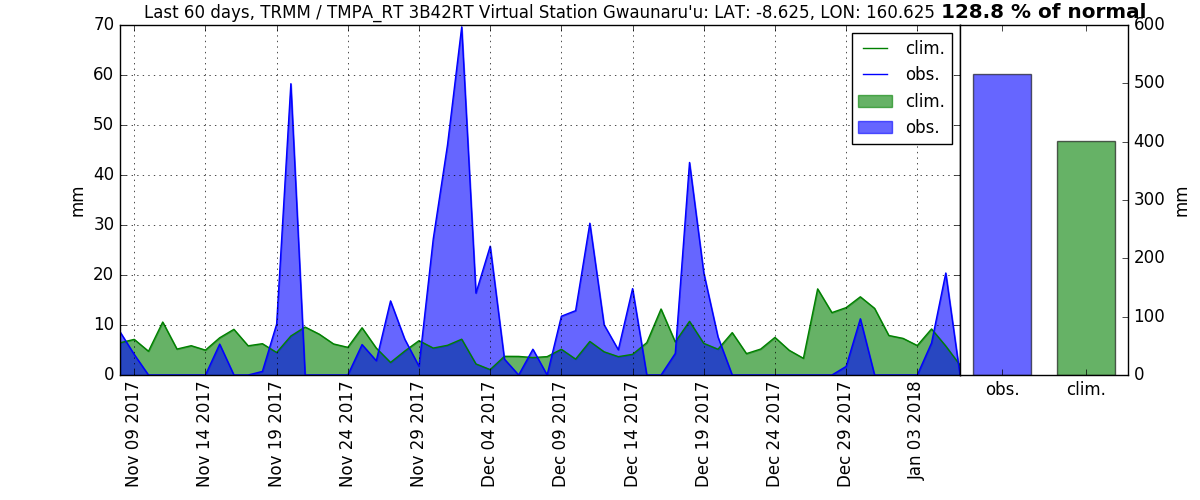 Last 60 days, TRMM / TMPA_RT 3B42RT Virtual Station Gwaunaru'u: LAT: -8.625, LON: 160.625 128.8 % of normal
70
60
50
40
30
20
10
0
mm
clim.
obs.
clim.
obs.
600
500
400
300
200
100
0
mm
Nov 09 2017
Nov 14 2017
Nov 19 2017
Nov 24 2017
Nov 29 2017
Dec 04 2017
Dec 09 2017
Dec 14 2017
Dec 19 2017
Dec 24 2017
Dec 29 2017
Jan 03 2018
obs.
clim.